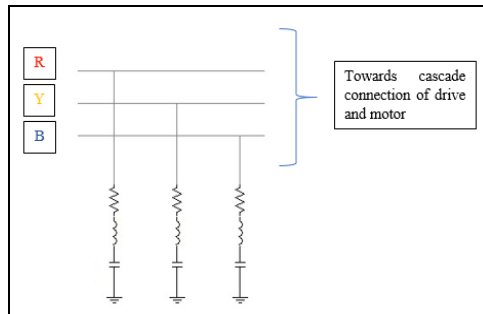 R
Y
B
Towards cascade
connection of drive
and motor